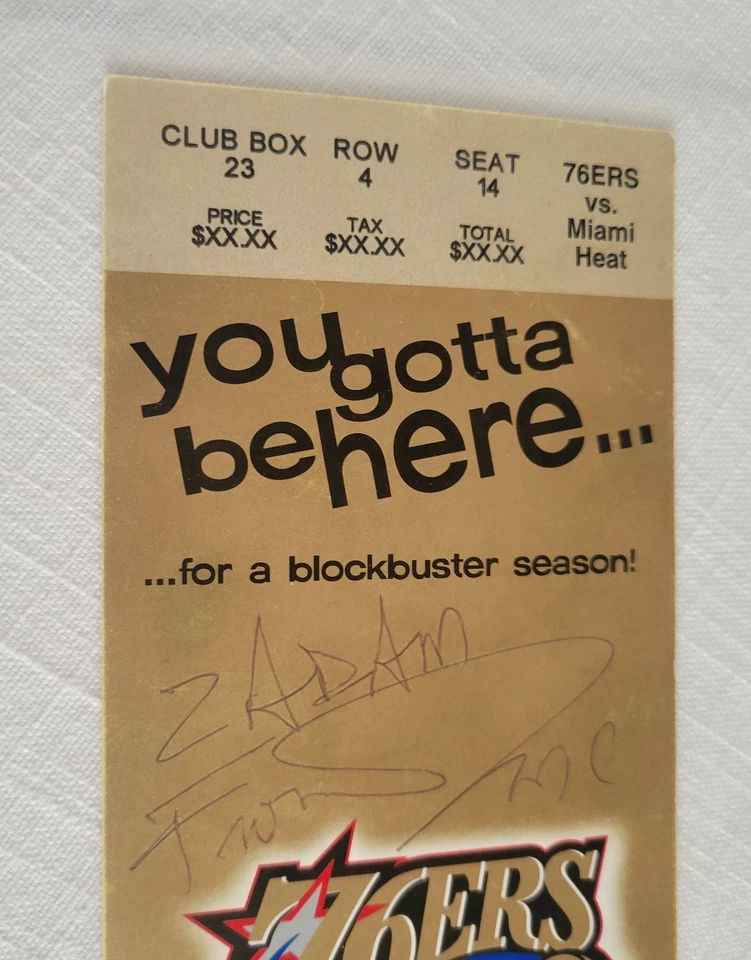 CLUB BOX ROW SEAT 76ERS
23 4 14 vs.
PRICE TAX TOTAL Miami
$XX.XX $XX.XX $XX.XX Heat
you gotta
be here...
...for a blockbuster season!
2 ADAM
From MC
76ERS